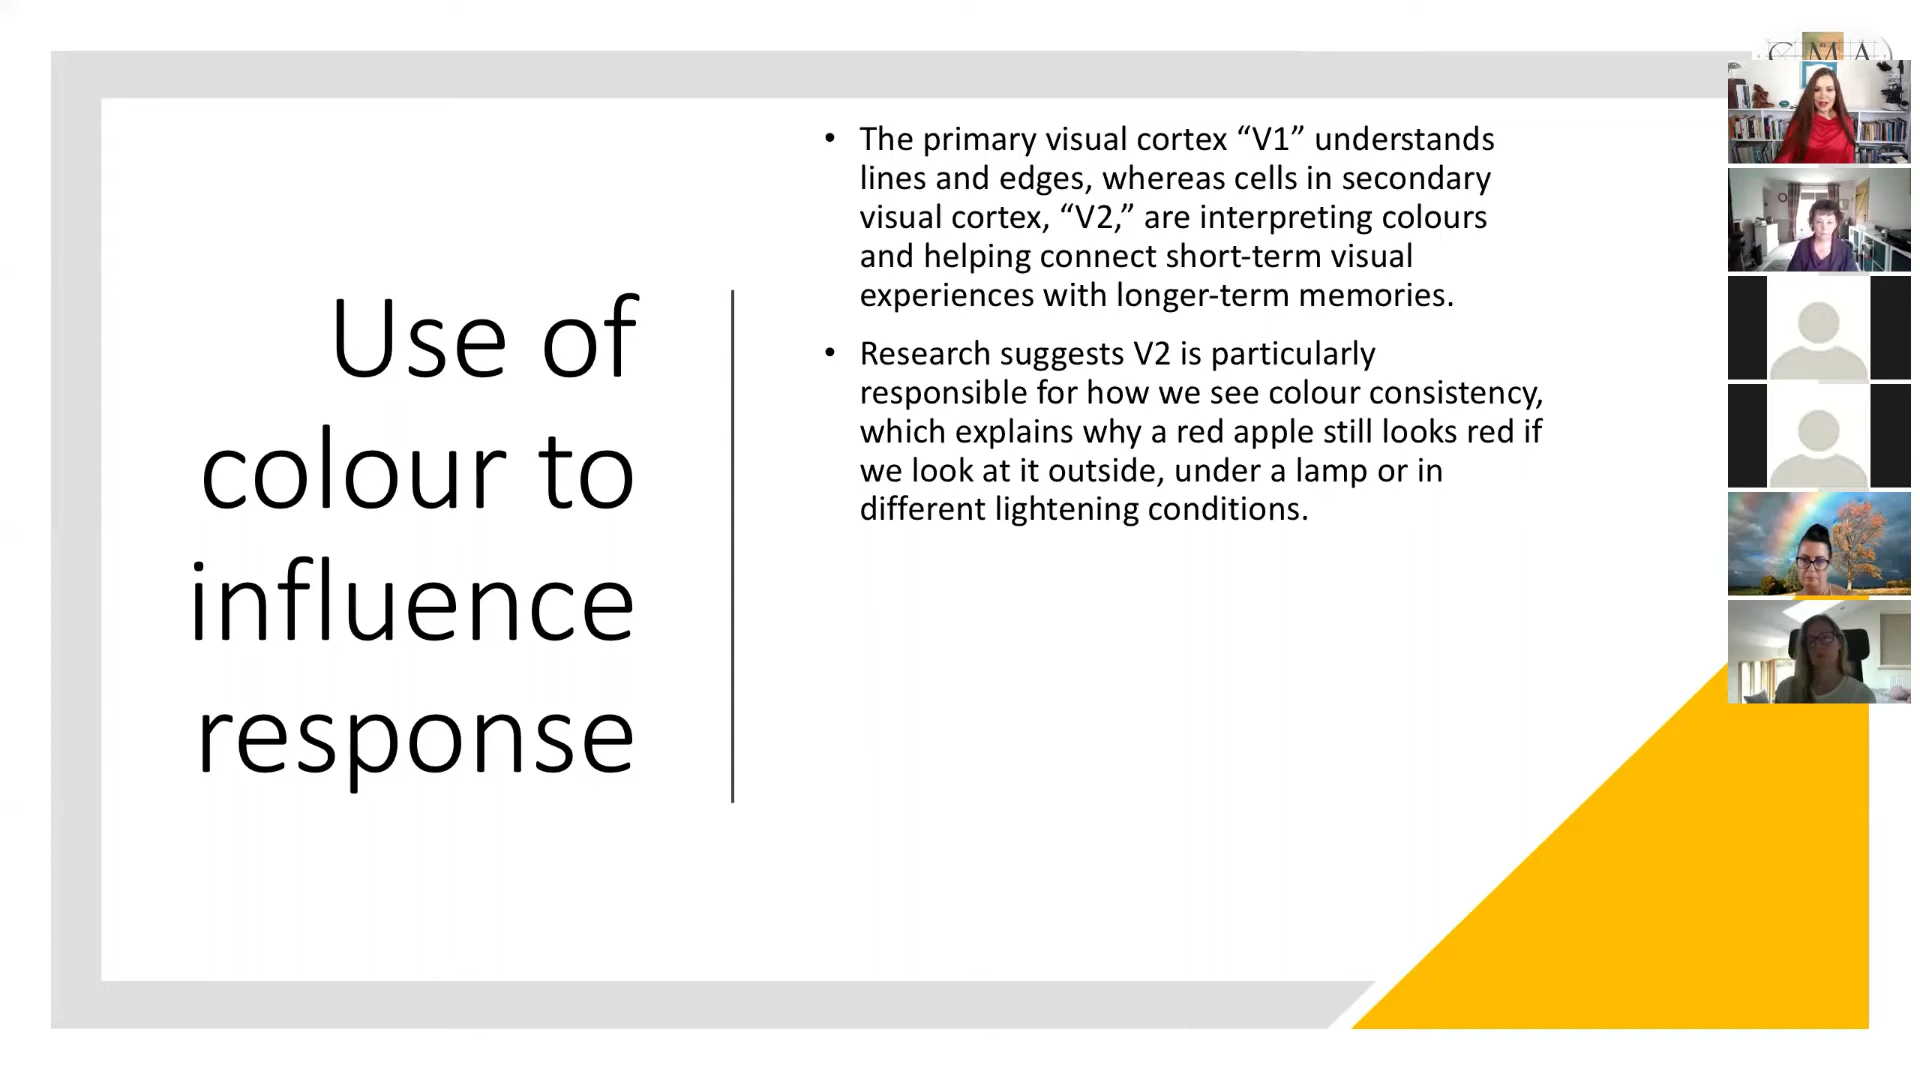 CMA
Use of
colour to
influence
response
• The primary visual cortex “V1” understands
lines and edges, whereas cells in secondary
visual cortex, “V2,” are interpreting colours
and helping connect short-term visual
experiences with longer-term memories.
• Research suggests V2 is particularly
responsible for how we see colour consistency,
which explains why a red apple still looks red if
we look at it outside, under a lamp or in
different lightening conditions.